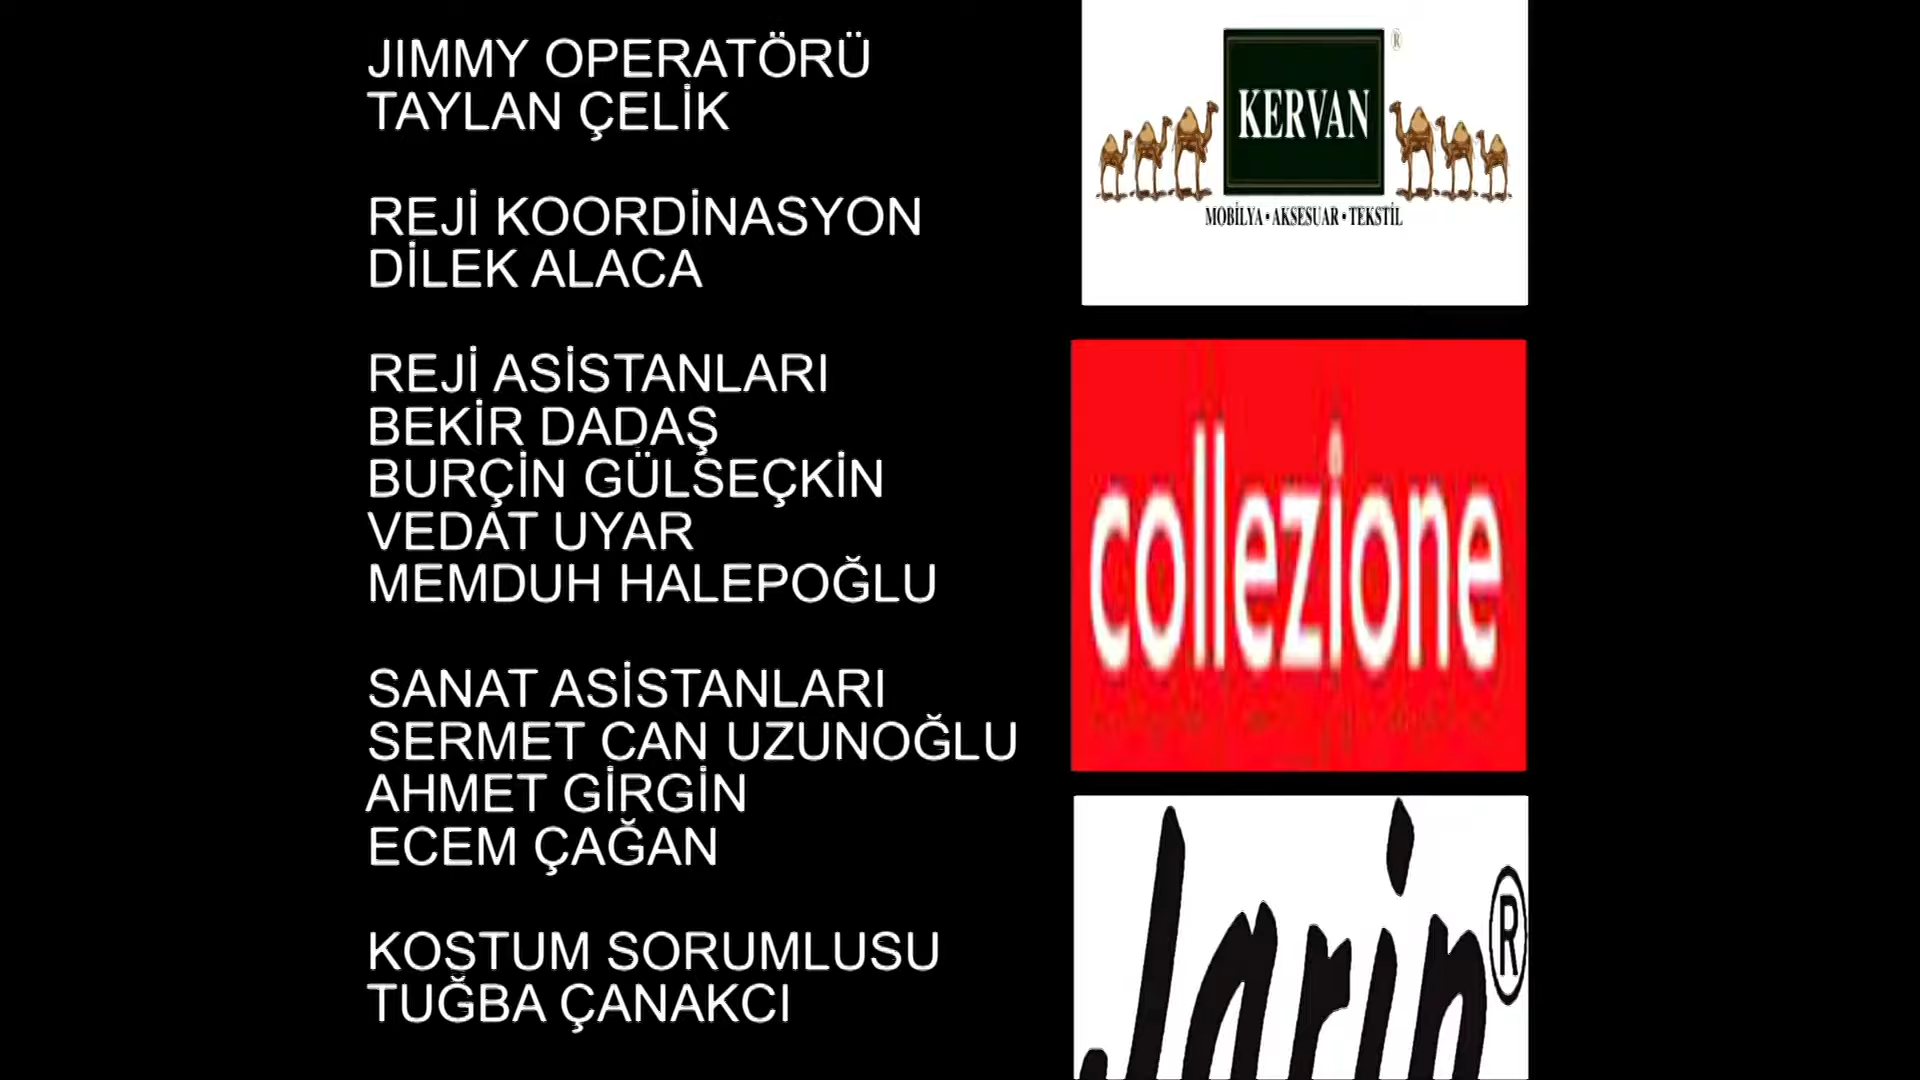 JIMMY OPERATÖRÜ
TAYLAN ÇELİK
REJİ KOORDİNASYON
DİLEK ALACA
REJİ ASİSTANLARI
BEKİR DADAŞ
BURÇİN GÜLSEÇKİN
VEDAT UYAR
MEMDUH HALEPOĞLU
SANAT ASİSTANLARI
SERMET CAN UZUNOĞLU
AHMET GİRGİN
ECEM ÇAĞAN
KOSTUM SORUMLUSU
TUĞBA ÇANAKCI
®
KERVAN
MOBİLYA • AKSESUAR • TEKSTİL
collezione
Jarin®